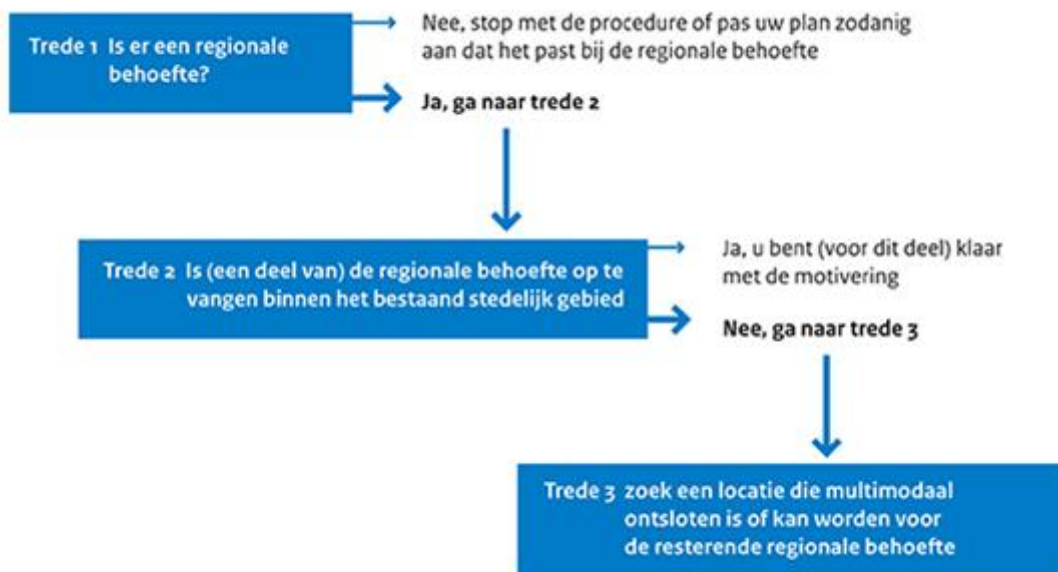 Trede 1 Is er een regionale
behoefte?
Nee, stop met de procedure of pas uw plan zodanig
aan dat het past bij de regionale behoefte
Ja, ga naar trede 2
Trede 2 Is (een deel van) de regionale behoefte op te
vangen binnen het bestaand stedelijk gebied
Ja, u bent (voor dit deel) klaar
met de motivering
Nee, ga naar trede 3
Trede 3 zoek een locatie die multimodaal
ontsloten is of kan worden voor
de resterende regionale behoefte